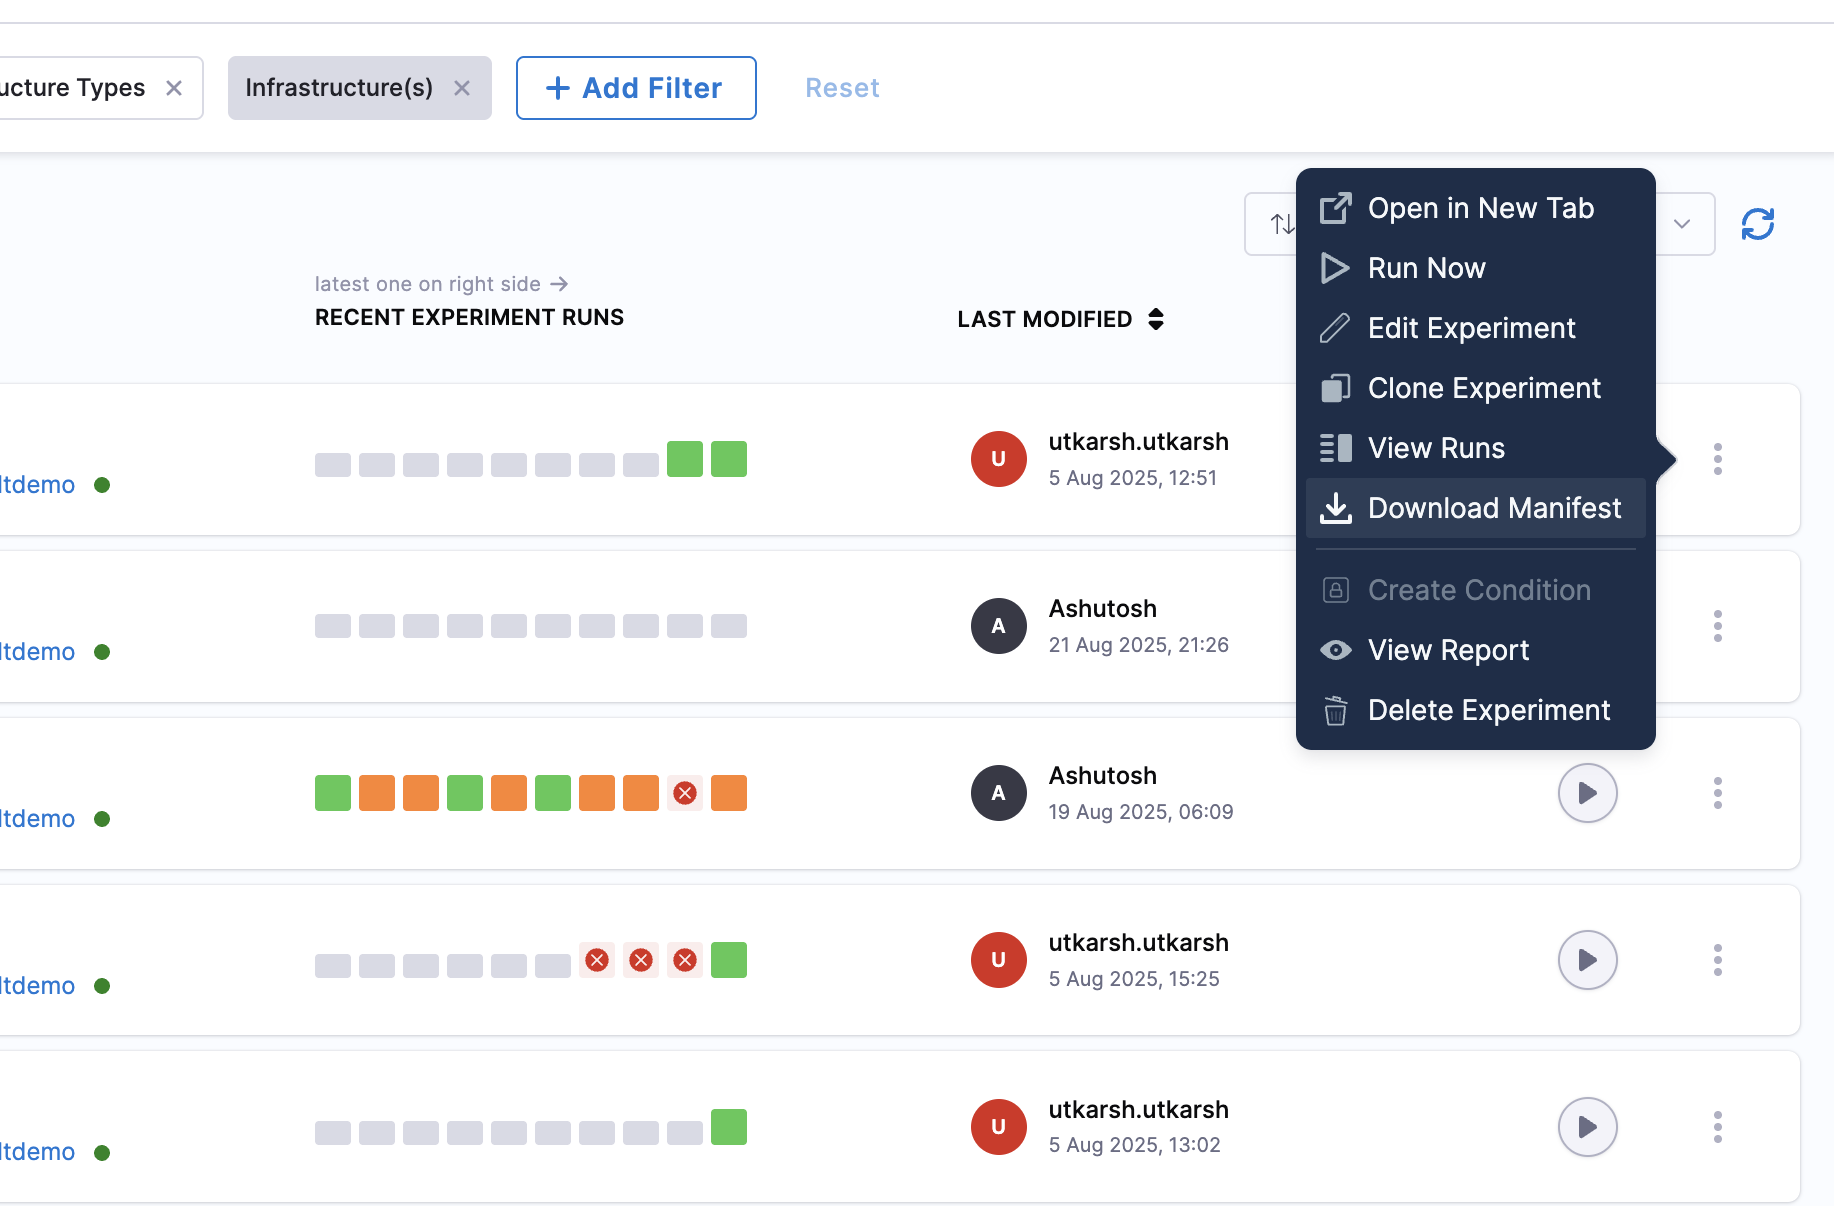 ucture Types
Infrastructure(s)
+ Add Filter
Reset
Open in New Tab
Run Now
Edit Experiment
Clone Experiment
View Runs
Download Manifest
Create Condition
View Report
Delete Experiment
latest one on right side →
RECENT EXPERIMENT RUNS
LAST MODIFIED
ltdemo
U
utkarsh.utkarsh
5 Aug 2025, 12:51
ltdemo
A
Ashutosh
21 Aug 2025, 21:26
ltdemo
A
Ashutosh
19 Aug 2025, 06:09
ltdemo
U
utkarsh.utkarsh
5 Aug 2025, 15:25
ltdemo
U
utkarsh.utkarsh
5 Aug 2025, 13:02